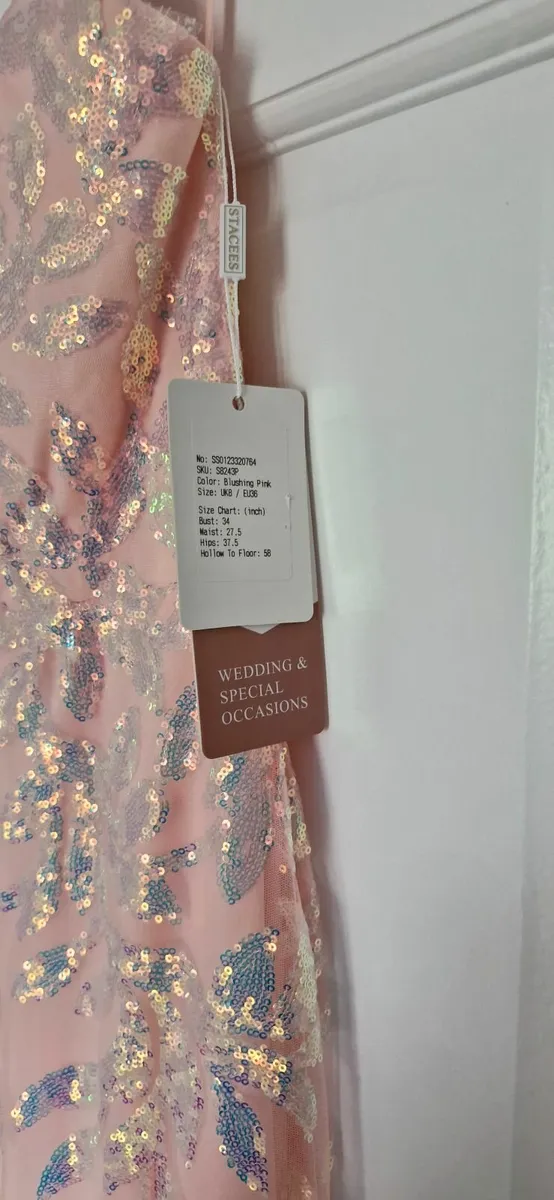 STACEES
No: SS0123320764
SKU: S8243P
Color: Blushing Pink
Size: UK8 / EU36
Size Chart: (inch)
Bust: 34
Waist: 27.5
Hips: 37.5
Hollow To Floor: 58
WEDDING &
SPECIAL
OCCASIONS